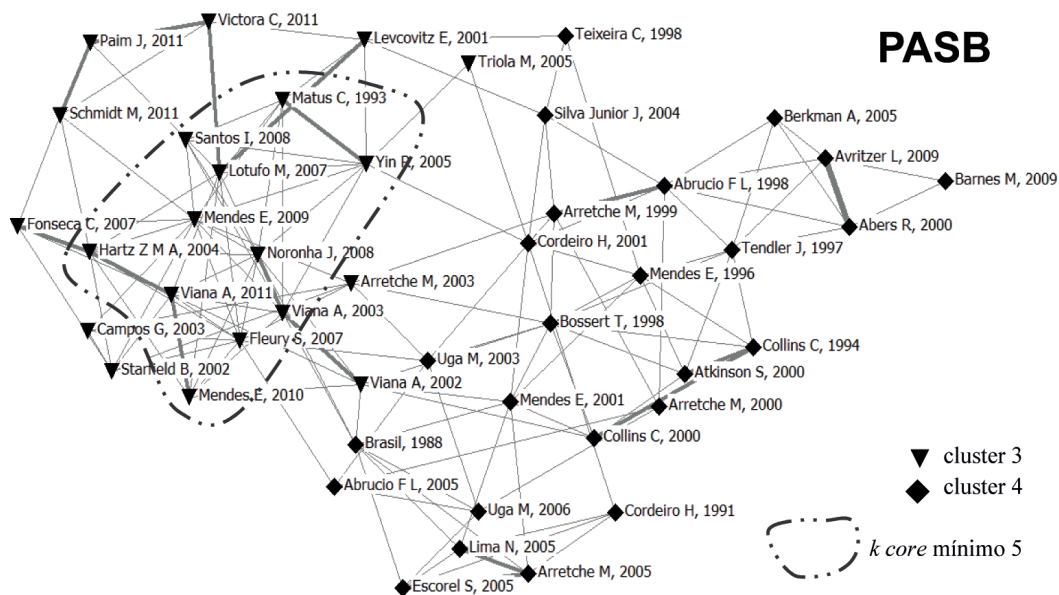 PASB
Victora C, 2011
Paim J, 2011
Levcovitz E, 2001
Teixeira C, 1998
Triola M, 2005
Matus C, 1993
Schmidt M, 2011
Silva Junior J, 2004
Berkman A, 2005
Santos I, 2008
Lotufo M, 2007
Yin R, 2005
Avritzer L, 2009
Abrucio F L, 1998
Barnes M, 2009
Fonseca C, 2007
Mendes E, 2009
Arretche M, 1999
Abers R, 2000
Hartz Z M A, 2004
Noronha J, 2008
Cordeiro H, 2001
Tendler J, 1997
Viana A, 2011
Arretche M, 2003
Mendes E, 1996
Viana A, 2003
Campos G, 2003
Fleury S, 2007
Bossert T, 1998
Collins C, 1994
Starfield B, 2002
Uga M, 2003
Atkinson S, 2000
Mendes E, 2010
Viana A, 2002
Mendes E, 2001
Arretche M, 2000
Brasil, 1988
Collins C, 2000
cluster 3
cluster 4
Abrucio F L, 2005
Uga M, 2006
Cordeiro H, 1991
k core mínimo 5
Lima N, 2005
Arretche M, 2005
Escorel S, 2005